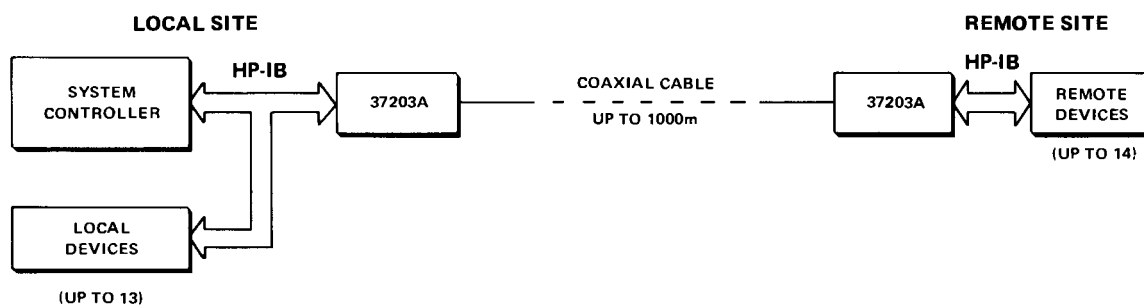 LOCAL SITE
REMOTE SITE
SYSTEM
CONTROLLER
HP-IB
37203A
COAXIAL CABLE
UP TO 1000m
37203A
HP-IB
REMOTE
DEVICES
(UP TO 14)
LOCAL
DEVICES
(UP TO 13)